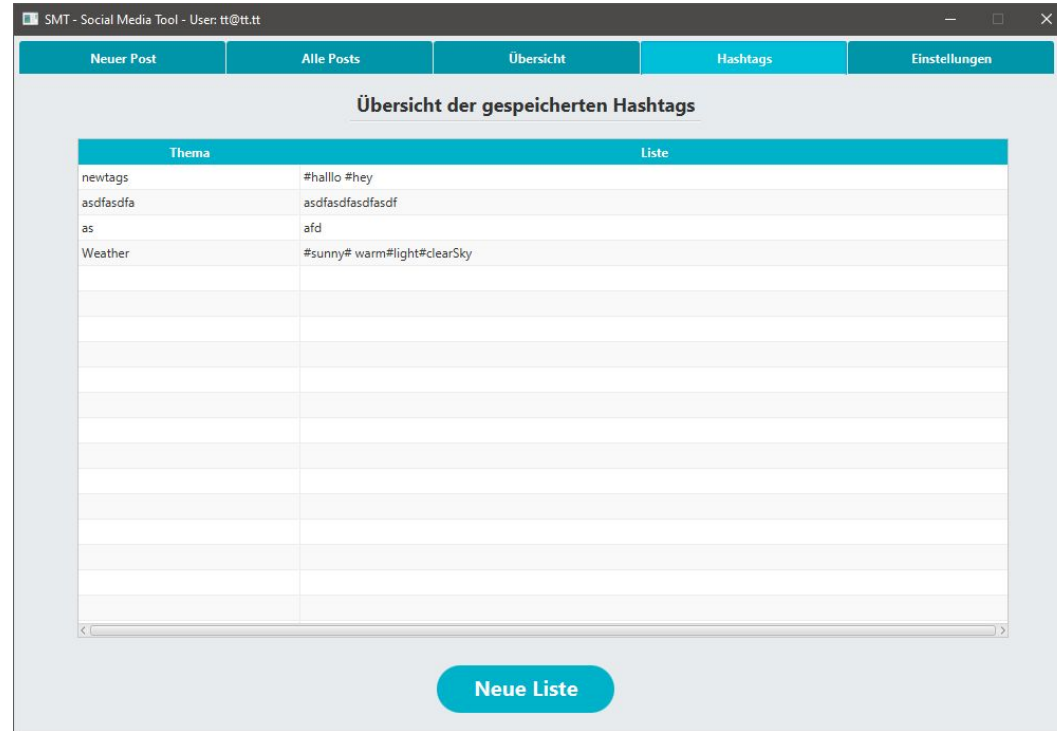 SMT - Social Media Tool - User: tt@tt.tt
Neuer Post Alle Posts Übersicht Hashtags Einstellungen
Übersicht der gespeicherten Hashtags
Thema Liste
newtags #halllo #hey
asdfasdfa asdfasdfasdfasdf
as afd
Weather #sunny# warm#light#clearSky
Neue Liste